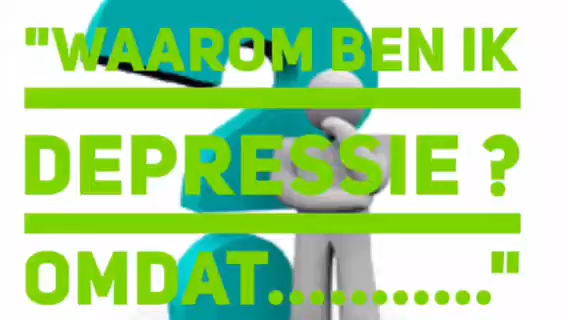 "WAAROM BEN IK
DEPRESSIE ?
OMDAT..........."